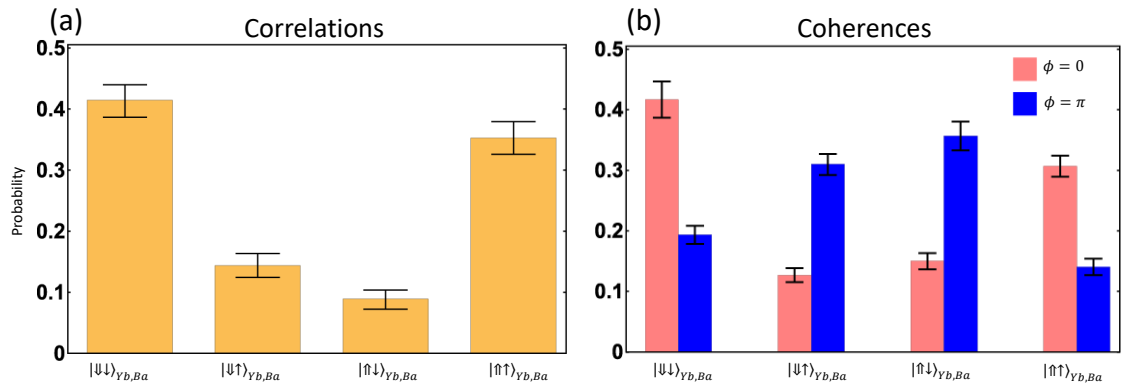 (a)
Correlations
Probability
0.5
0.4
0.3
0.2
0.1
0
|⇓↓⟩Yb,Ba
|⇓↑⟩Yb,Ba
|⇑↓⟩Yb,Ba
|⇑↑⟩Yb,Ba
(b)
Coherences
ϕ = 0
ϕ = π
0.5
0.4
0.3
0.2
0.1
0
|⇓↓⟩Yb,Ba
|⇓↑⟩Yb,Ba
|⇑↓⟩Yb,Ba
|⇑↑⟩Yb,Ba